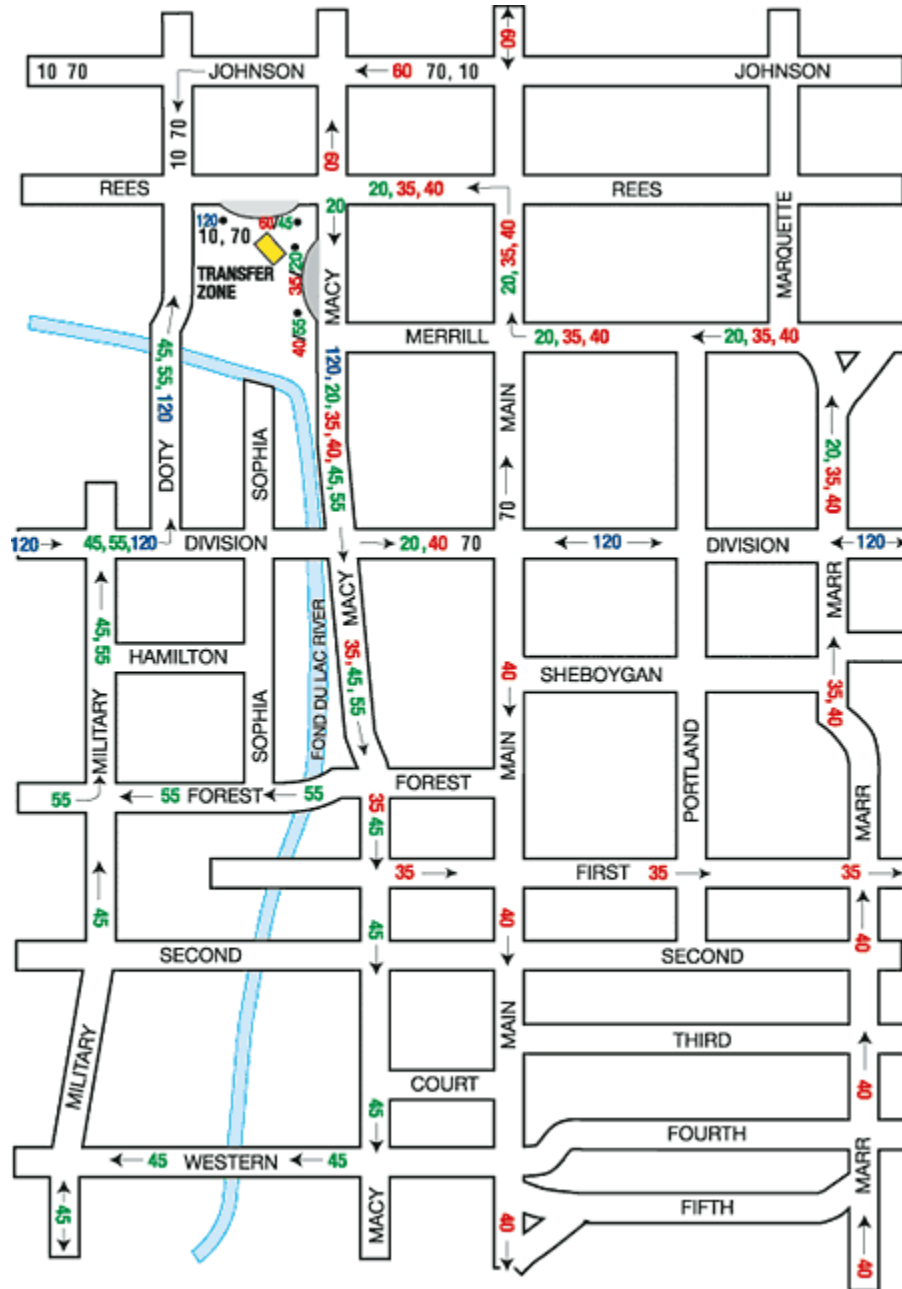 60
10 70
JOHNSON
60 70, 10
JOHNSON
10 70
60
REES
20, 35, 40
REES
120
60/45
20
10, 70
35/20
TRANSFER
ZONE
MACY
20, 35, 40
MARQUETTE
40/55
MERRILL
20, 35, 40
20, 35, 40
45, 55, 120
120, 20, 35, 40, 45, 55
DOTY
SOPHIA
MAIN
20, 35, 40
70
120
45, 55, 120
DIVISION
20, 40 70
120
DIVISION
120
MACY
MARR
45, 55
HAMILTON
FOND DU LAC RIVER
35, 45, 55
40
SHEBOYGAN
35, 40
MILITARY
SOPHIA
MAIN
PORTLAND
MARR
55
55
FOREST
55
FOREST
35 45
35
FIRST
35
35
45
45
40
40
SECOND
SECOND
MILITARY
MAIN
THIRD
COURT
40
45
FOURTH
45
WESTERN
45
MARR
45
MACY
40
FIFTH
40